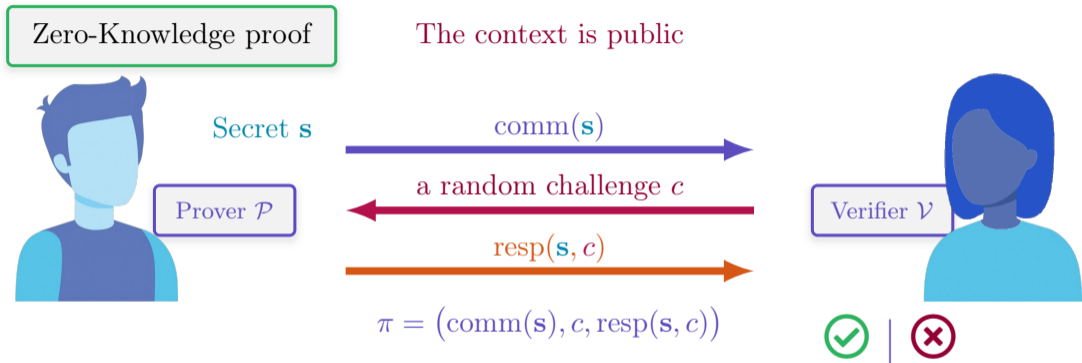 Zero-Knowledge proof
The context is public
Secret s
comm(s)
a random challenge c
Prover 𝒫
Verifier 𝒱
resp(s, c)
π = (comm(s), c, resp(s, c))